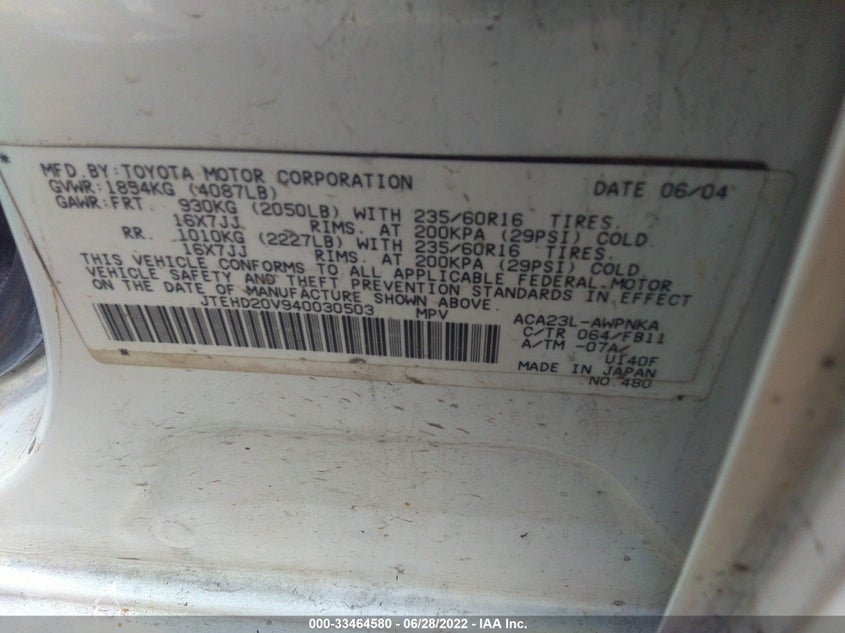 MFD.BY:TOYOTA MOTOR CORPORATION DATE 06/04
GVWR:1854KG (4087LB)
GAWR:FRT. 930KG (2050LB) WITH 235/60R16 TIRES.
16X7JJ RIMS. AT 200KPA (29PSI) COLD.
RR. 1010KG (2227LB) WITH 235/60R16 TIRES.
16X7JJ RIMS. AT 200KPA (29PSI) COLD.
THIS VEHICLE CONFORMS TO ALL APPLICABLE FEDERAL MOTOR
VEHICLE SAFETY AND THEFT PREVENTION STANDARDS IN EFFECT
ON THE DATE OF MANUFACTURE SHOWN ABOVE.
JTEHD20V940030503 MPV
ACA23L-AWPNKA
C/TR 064/FB11
A/TM -07A/
U140F
MADE IN JAPAN
NO. 480
000-33464580 - 06/28/2022 - IAA Inc.